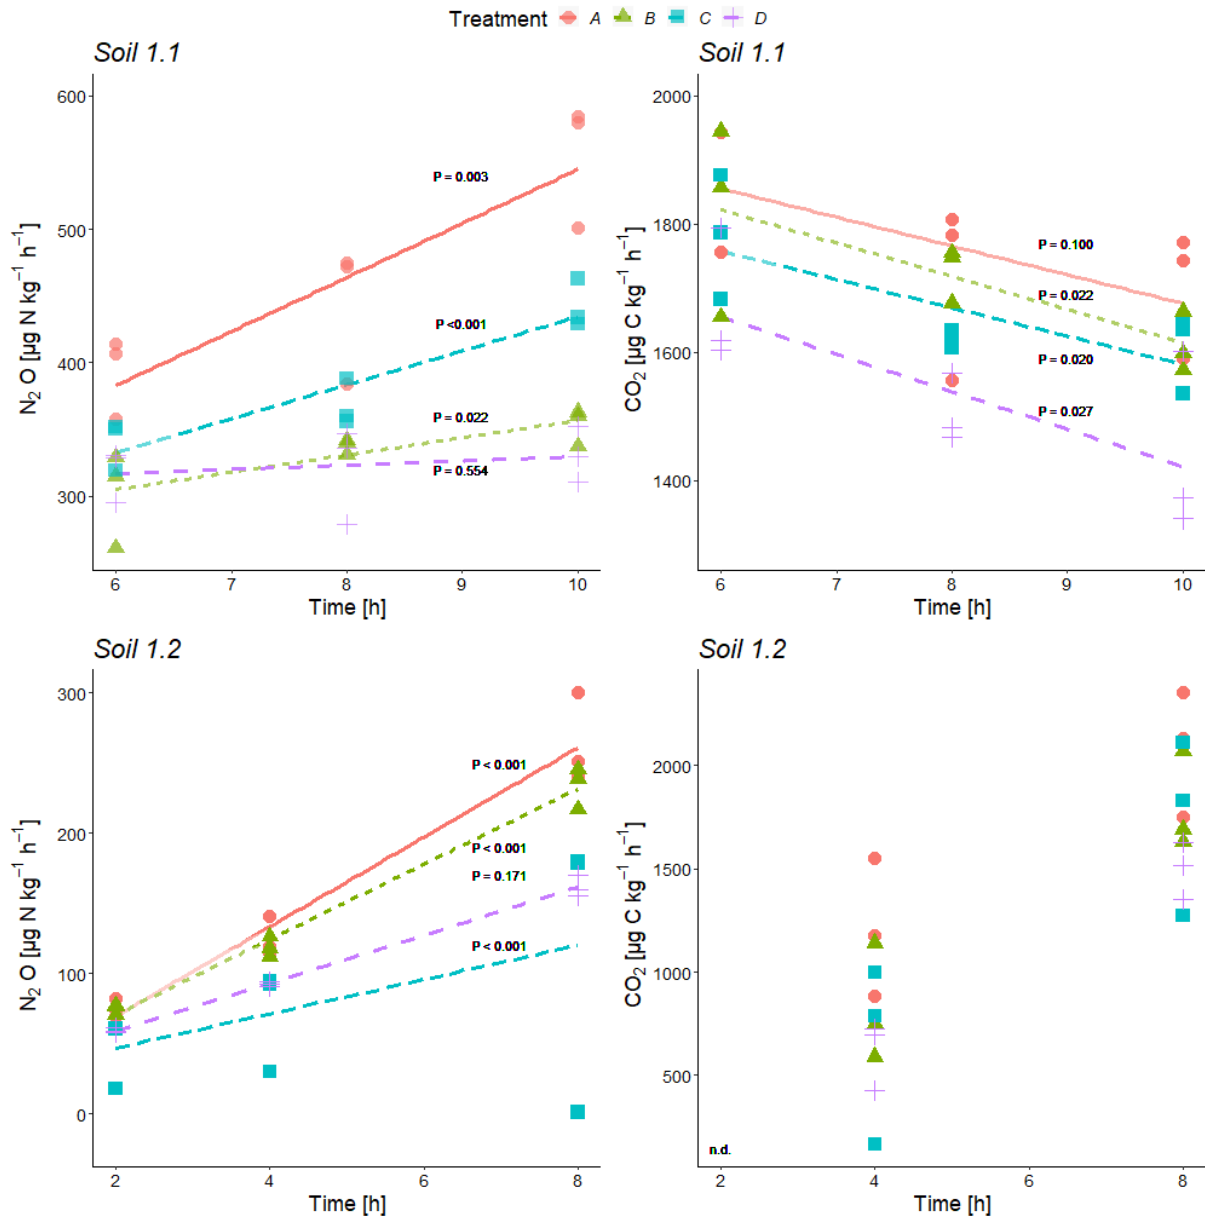 Treatment A B C D
Soil 1.1
600
500
400
300
N₂ O [µg N kg⁻¹ h⁻¹]
P = 0.003
P <0.001
P = 0.022
P = 0.554
6 7 8 9 10
Time [h]
Soil 1.1
2000
1800
1600
1400
CO₂ [µg C kg⁻¹ h⁻¹]
P = 0.100
P = 0.022
P = 0.020
P = 0.027
6 7 8 9 10
Time [h]
Soil 1.2
300
200
100
0
N₂ O [µg N kg⁻¹ h⁻¹]
P < 0.001
P < 0.001
P = 0.171
P < 0.001
2 4 6 8
Time [h]
Soil 1.2
2000
1500
1000
500
CO₂ [µg C kg⁻¹ h⁻¹]
n.d.
2 4 6 8
Time [h]